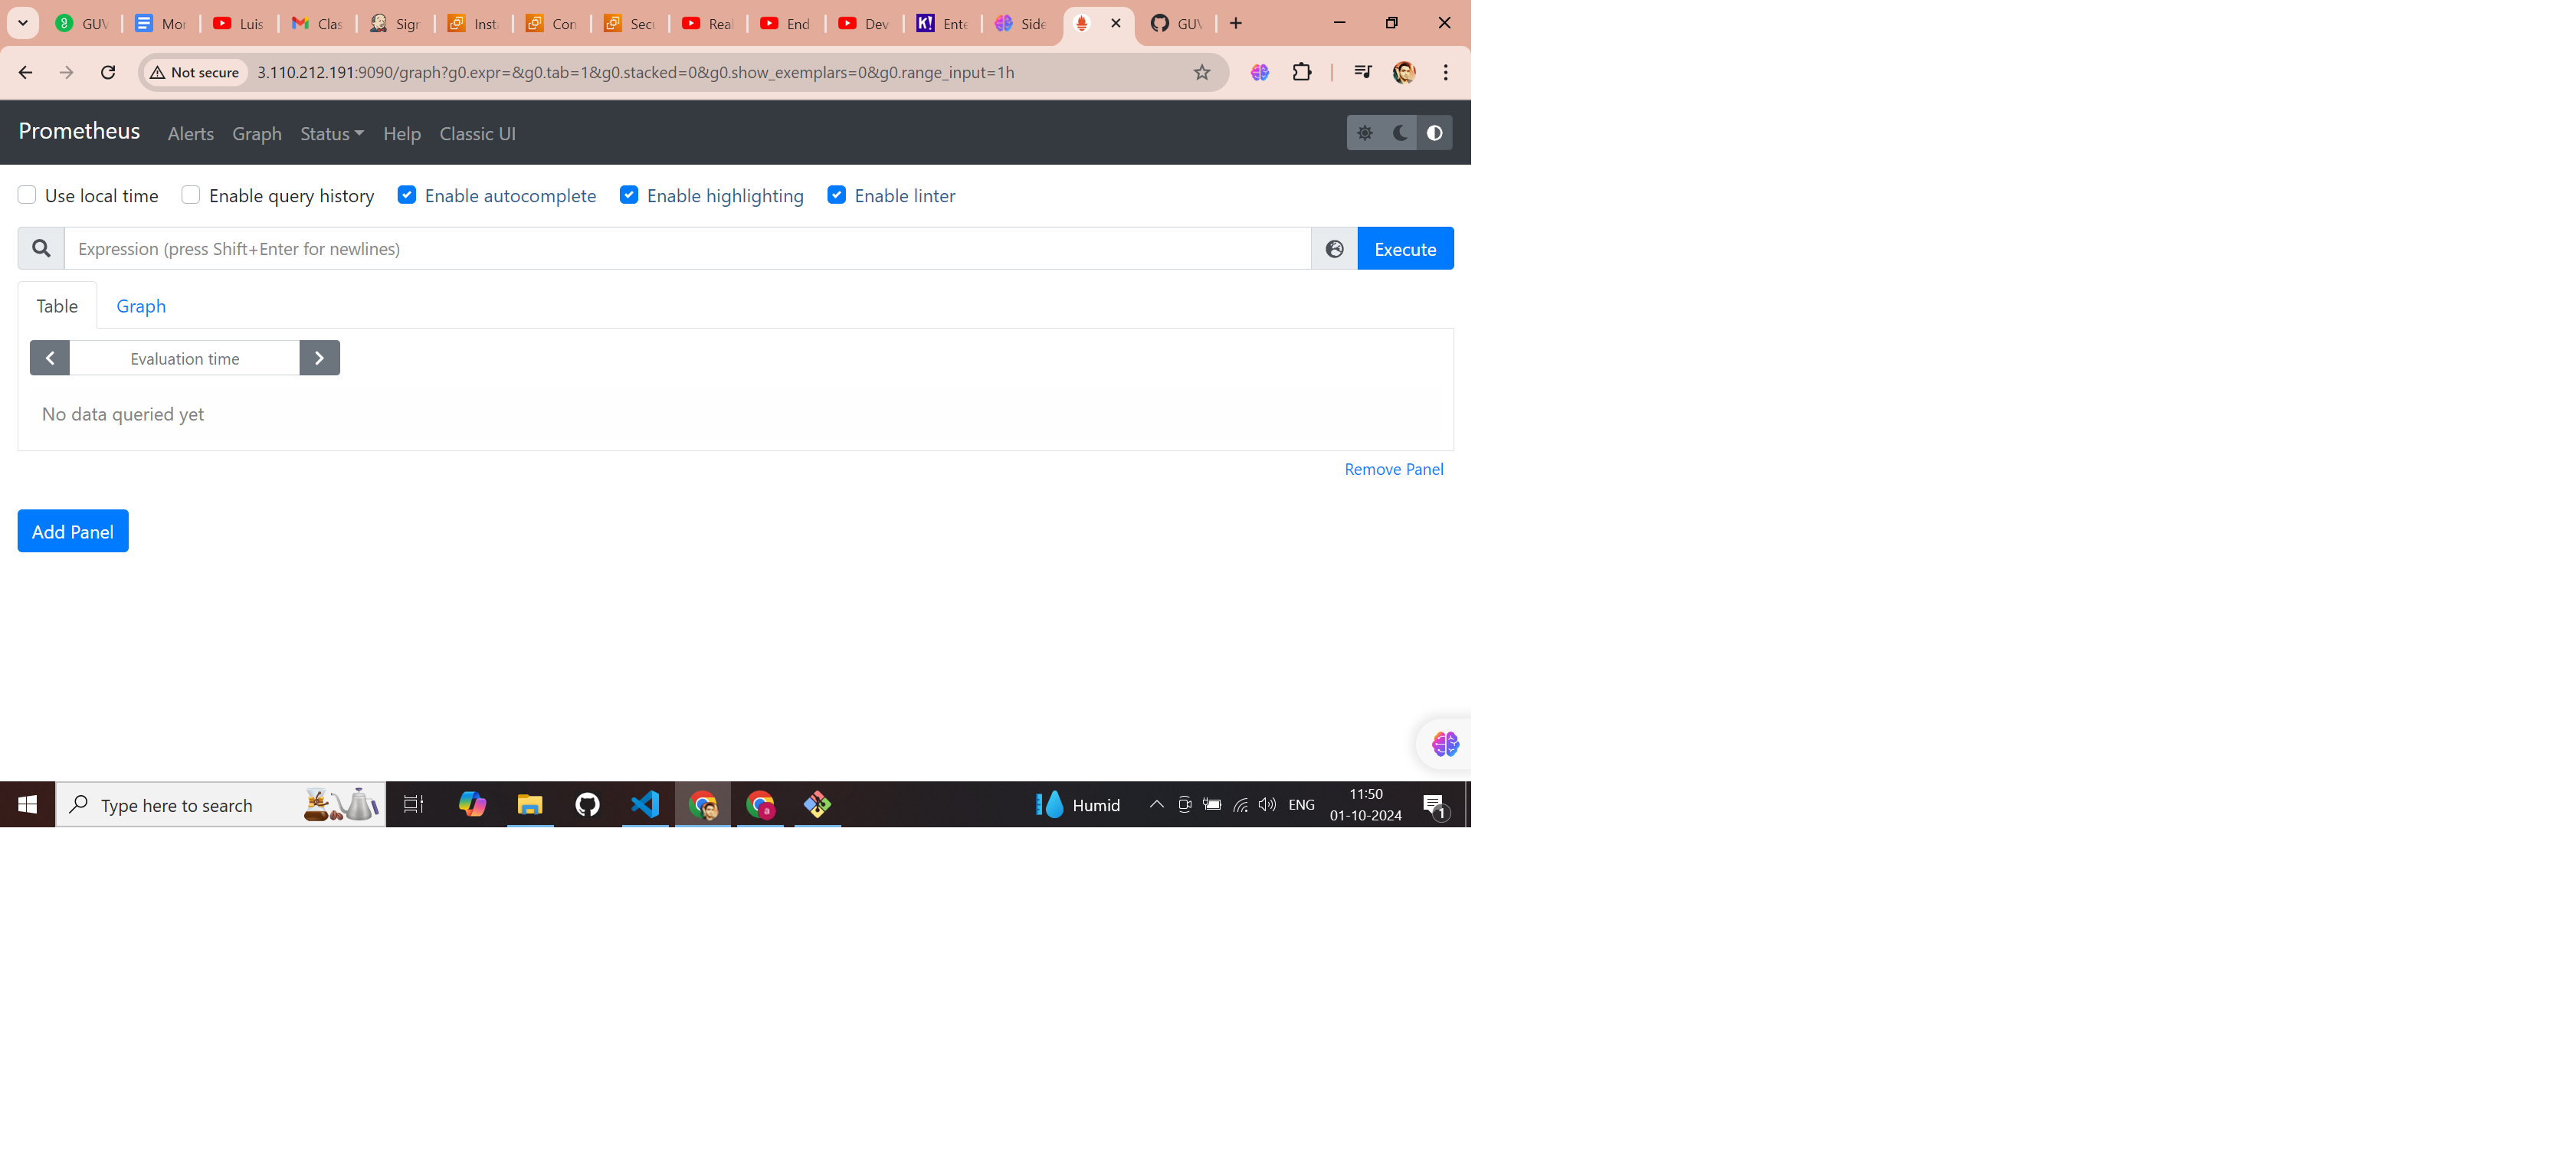 GUV
Mor
Luis
Clas
Sign
Inst
Con
Secu
Real
End
Dev
K!
Ente
Side
GUV
Not secure
3.110.212.191:9090/graph?g0.expr=&g0.tab=1&g0.stacked=0&g0.show_exemplars=0&g0.range_input=1h
Prometheus Alerts Graph Status Help Classic UI
Use local time Enable query history Enable autocomplete Enable highlighting Enable linter
Expression (press Shift+Enter for newlines) Execute
Table Graph
Evaluation time
No data queried yet
Remove Panel
Add Panel
Type here to search
Humid
ENG
11:50
01-10-2024
1